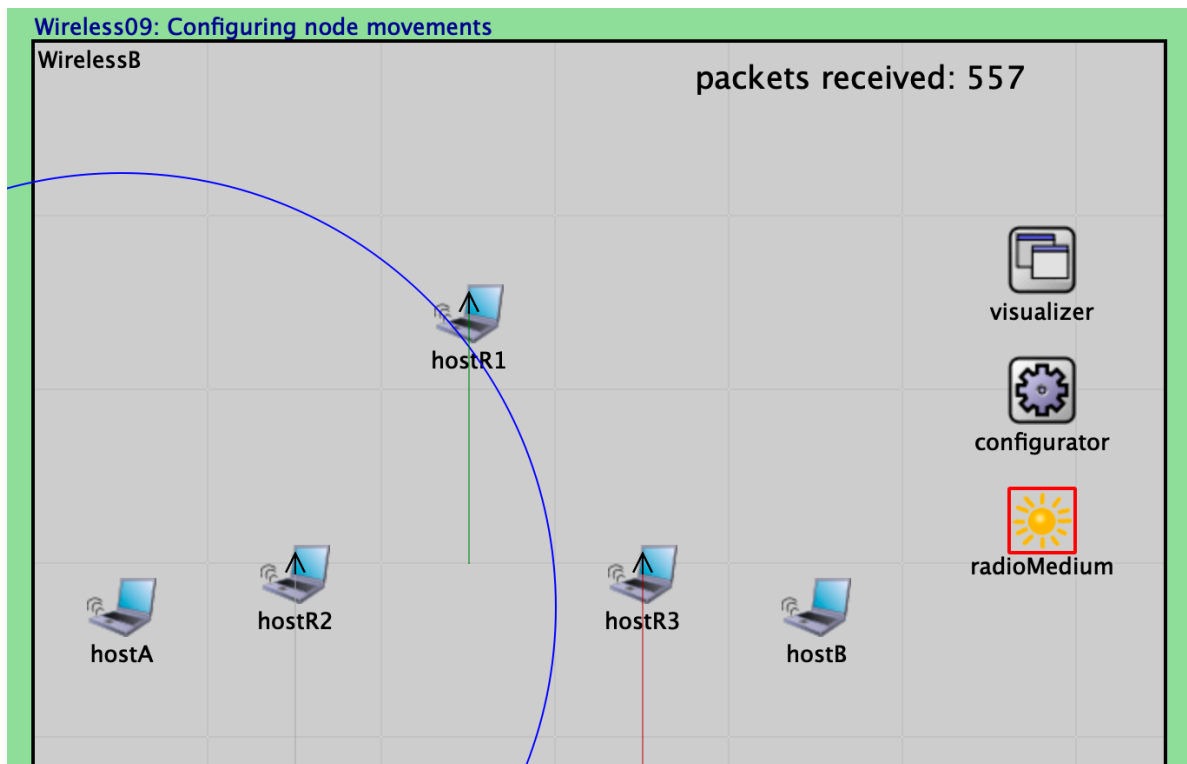 Wireless09: Configuring node movements
WirelessB
packets received: 557
visualizer
hostR1
configurator
radioMedium
hostR2
hostR3
hostA
hostB